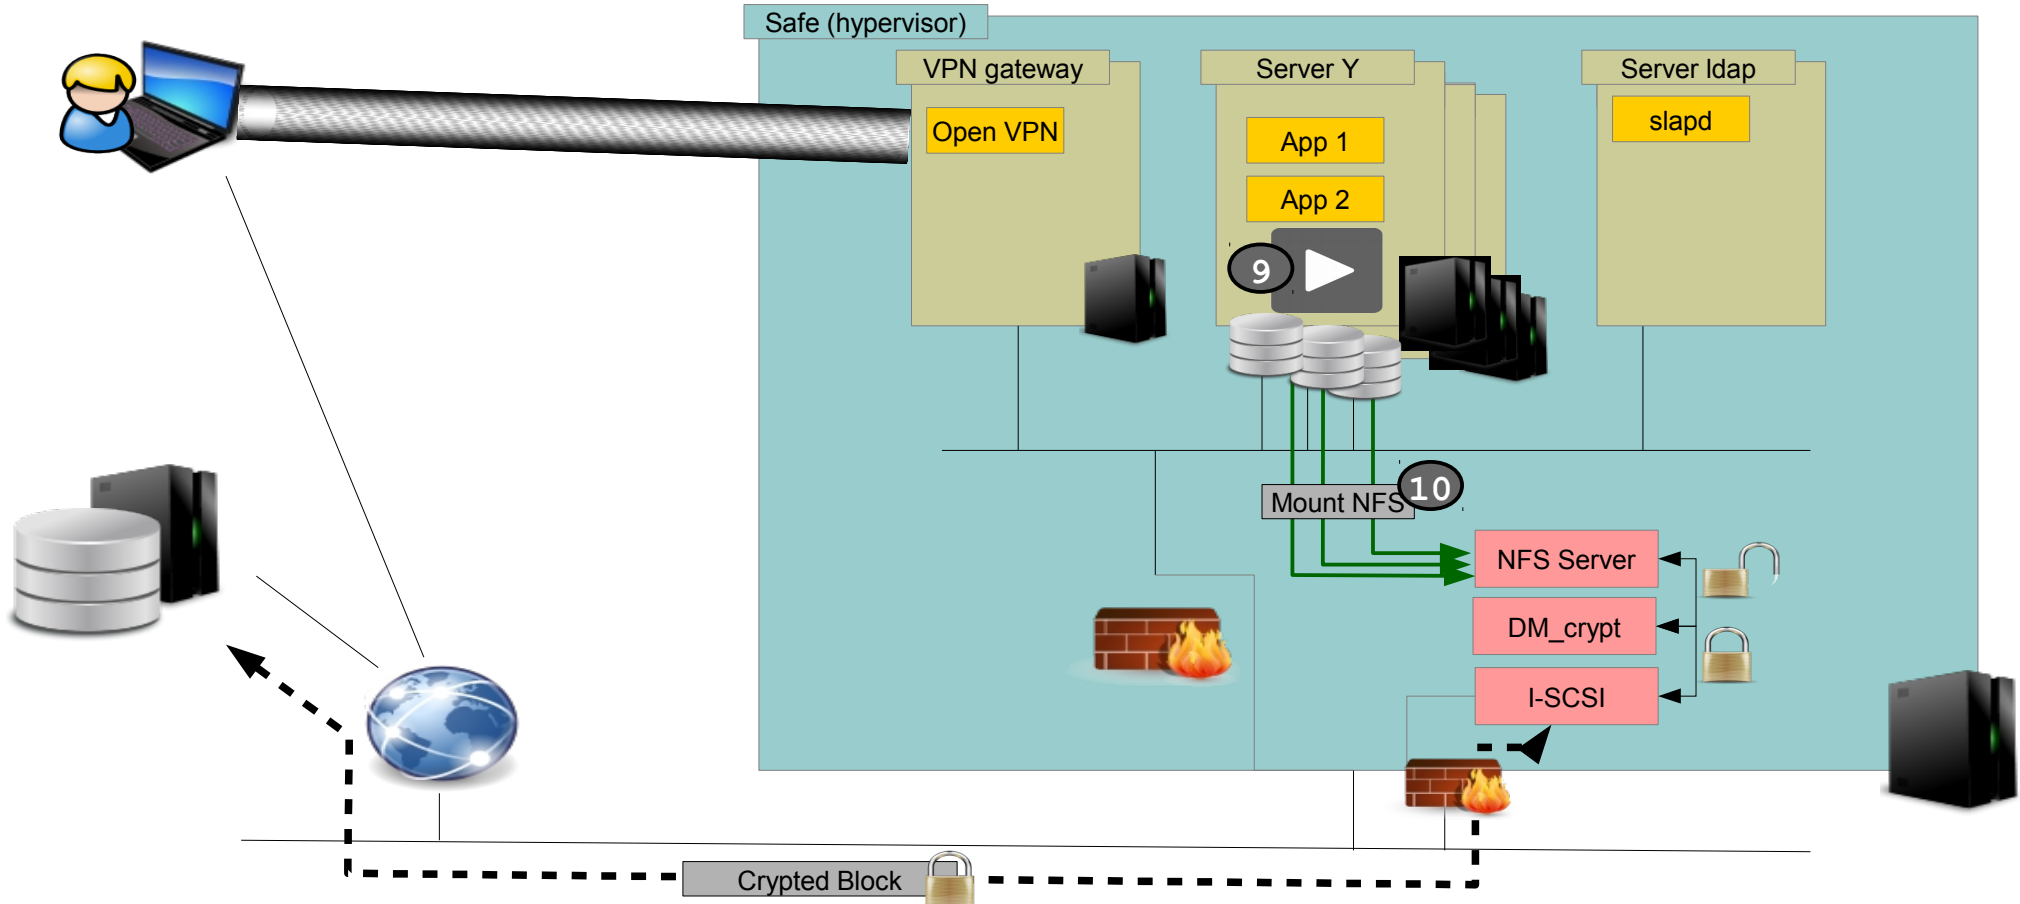 Safe (hypervisor)
VPN gateway
Server Y
Server ldap
Open VPN
App 1
slapd
App 2
9
Mount NFS
10
NFS Server
DM_crypt
I-SCSI
Crypted Block